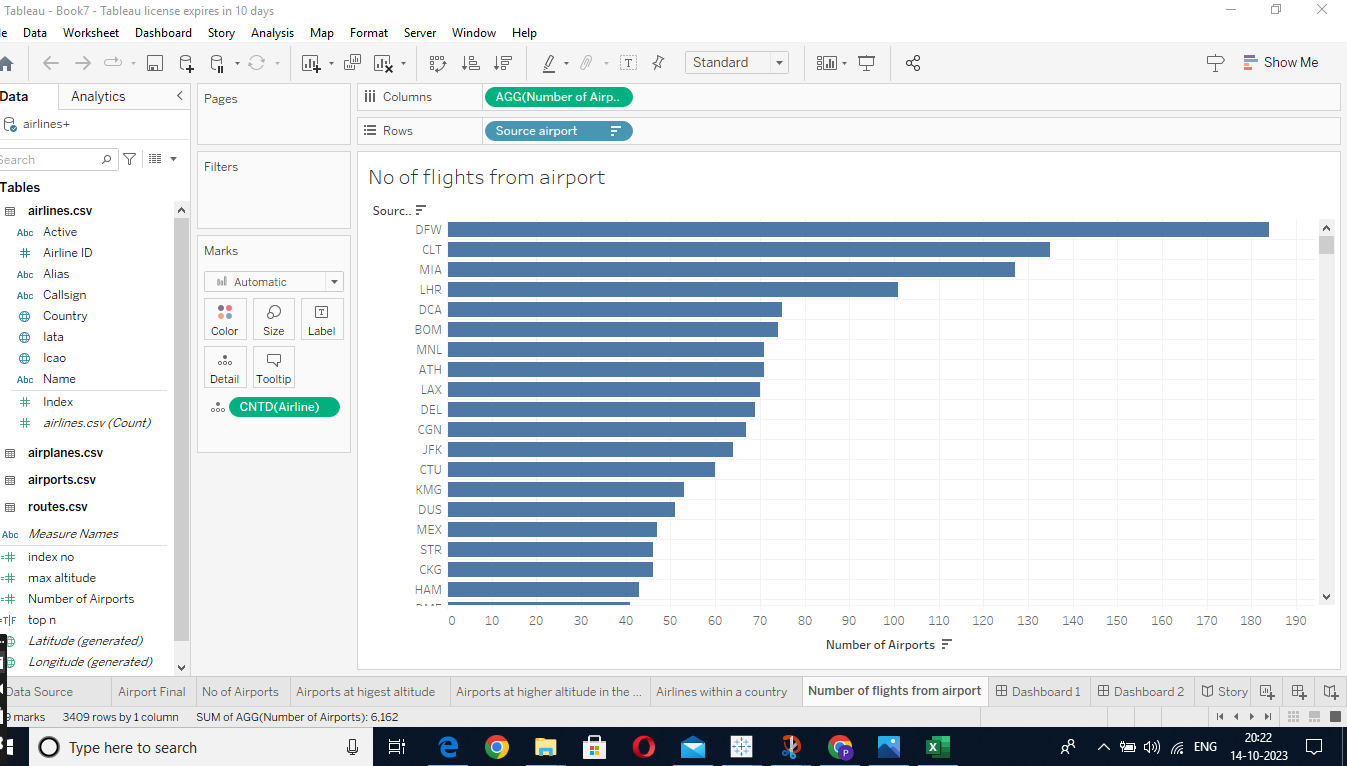 Tableau - Book7 - Tableau license expires in 10 days
Data Worksheet Dashboard Story Analysis Map Format Server Window Help
Standard
Show Me
Data Analytics
airlines+
Search
Tables
airlines.csv
Abc Active
# Airline ID
Abc Alias
Abc Callsign
Country
Iata
Icao
Abc Name
# Index
# airlines.csv (Count)
airplanes.csv
airports.csv
routes.csv
Abc Measure Names
=# index no
=# max altitude
=# Number of Airports
=T|F top n
Latitude (generated)
Longitude (generated)
Pages
Filters
Marks
Automatic
Color Size Label
Detail Tooltip
CNTD(Airline)
Columns AGG(Number of Airp..
Rows Source airport
No of flights from airport
Sourc..
DFW
CLT
MIA
LHR
DCA
BOM
MNL
ATH
LAX
DEL
CGN
JFK
CTU
KMG
DUS
MEX
STR
CKG
HAM
0 10 20 30 40 50 60 70 80 90 100 110 120 130 140 150 160 170 180 190
Number of Airports
Data Source Airport Final No of Airports Airports at higest altitude Airports at higher altitude in the ... Airlines within a country Number of flights from airport Dashboard 1 Dashboard 2 Story
marks 3409 rows by 1 column SUM of AGG(Number of Airports): 6,162
Type here to search
ENG
20:22
14-10-2023